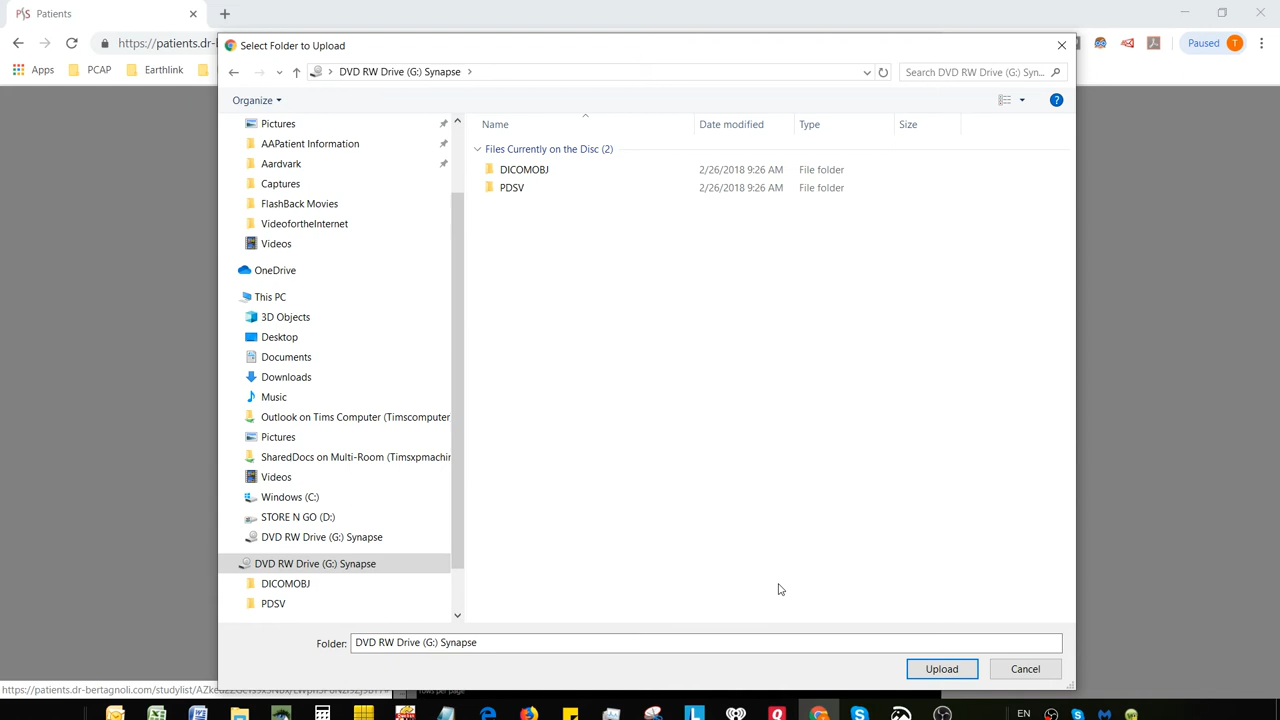 PSS Patients
https://patients.dr-b
Paused T
Apps PCAP Earthlink
Select Folder to Upload
DVD RW Drive (G:) Synapse
Search DVD RW Drive (G:) Syn...
Organize
Name Date modified Type Size
Files Currently on the Disc (2)
DICOMOBJ 2/26/2018 9:26 AM File folder
PDSV 2/26/2018 9:26 AM File folder
Pictures
AAPatient Information
Aardvark
Captures
FlashBack Movies
VideofortheInternet
Videos
OneDrive
This PC
3D Objects
Desktop
Documents
Downloads
Music
Outlook on Tims Computer (Timscomputer
Pictures
SharedDocs on Multi-Room (Timsxpmachin
Videos
Windows (C:)
STORE N GO (D:)
DVD RW Drive (G:) Synapse
DVD RW Drive (G:) Synapse
DICOMOBJ
PDSV
Folder: DVD RW Drive (G:) Synapse
Upload Cancel
rows per page
EN